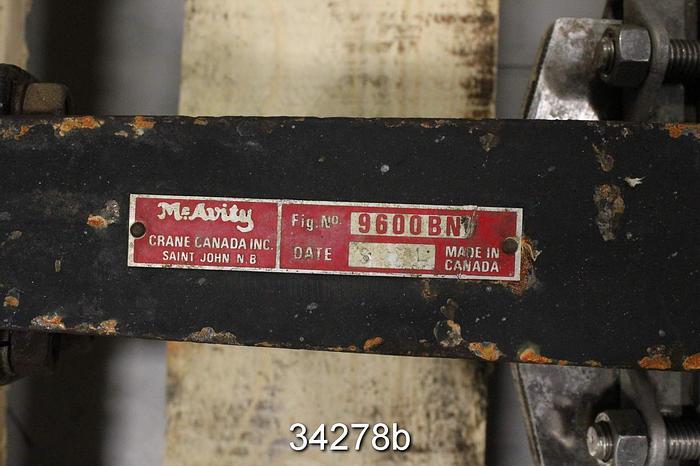 McAvity
CRANE CANADA INC.
SAINT JOHN N.B
Fig. No. 9600BN
DATE
MADE IN
CANADA
34278b